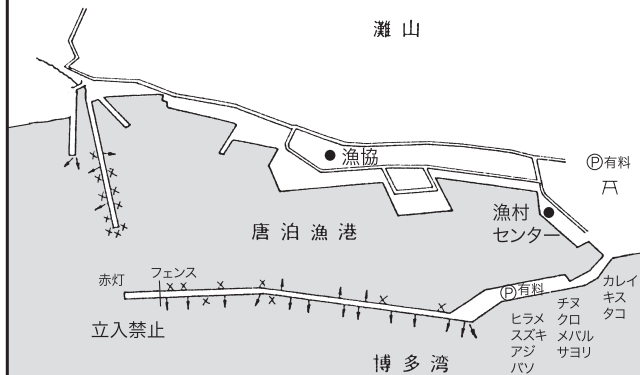 灘山
漁協
Ⓟ有料
漁村
センター
唐泊漁港
赤灯
フェンス
Ⓟ有料
立入禁止
ヒラメ
スズキ
アジ
バソ
チヌ
クロ
メバル
サヨリ
カレイ
キス
タコ
博多湾